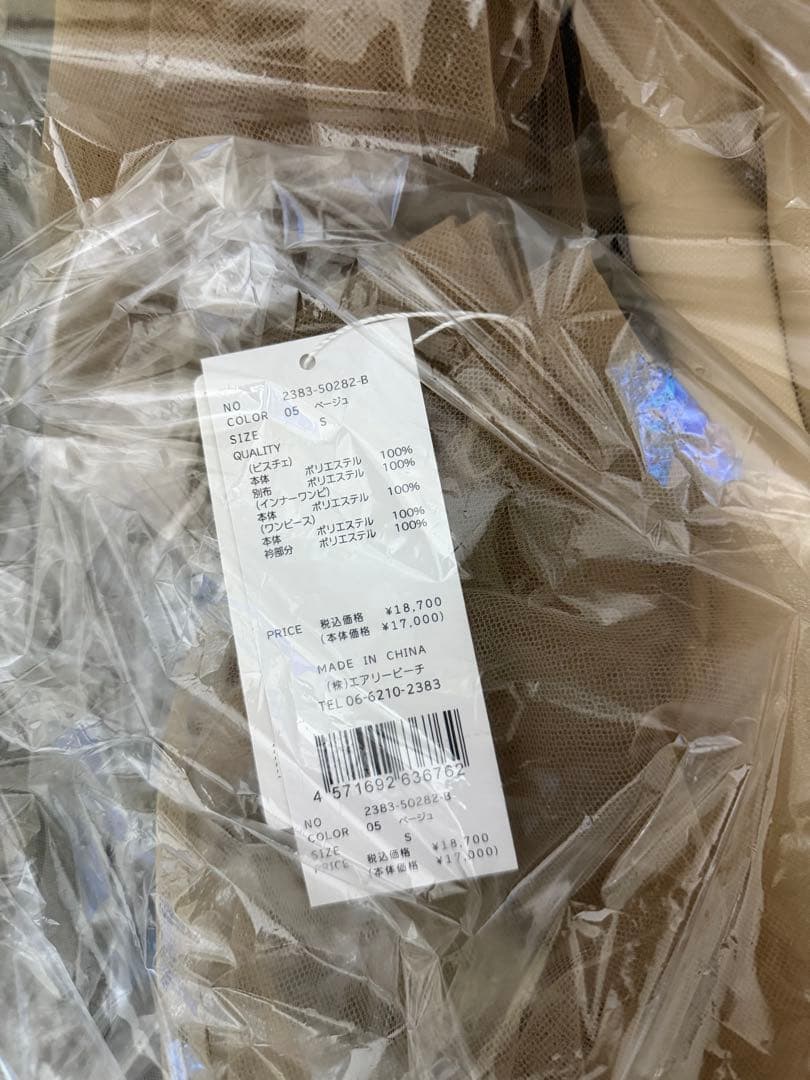 NO 2383-50282-B
COLOR 05 ベージュ
SIZE S
QUALITY
(ビスチェ)
本体 ポリエステル 100%
別布 ポリエステル 100%
(インナーワンピ)
本体 ポリエステル 100%
(ワンピース)
本体 ポリエステル 100%
衿部分 ポリエステル 100%
PRICE 税込価格 ¥18,700
(本体価格 ¥17,000)
MADE IN CHINA
(株)エアリーピーチ
TEL 06-6210-2383
4 571692 636762
NO 2383-50282-B
COLOR 05 ベージュ
SIZE S
PRICE 税込価格 ¥18,700
(本体価格 ¥17,000)